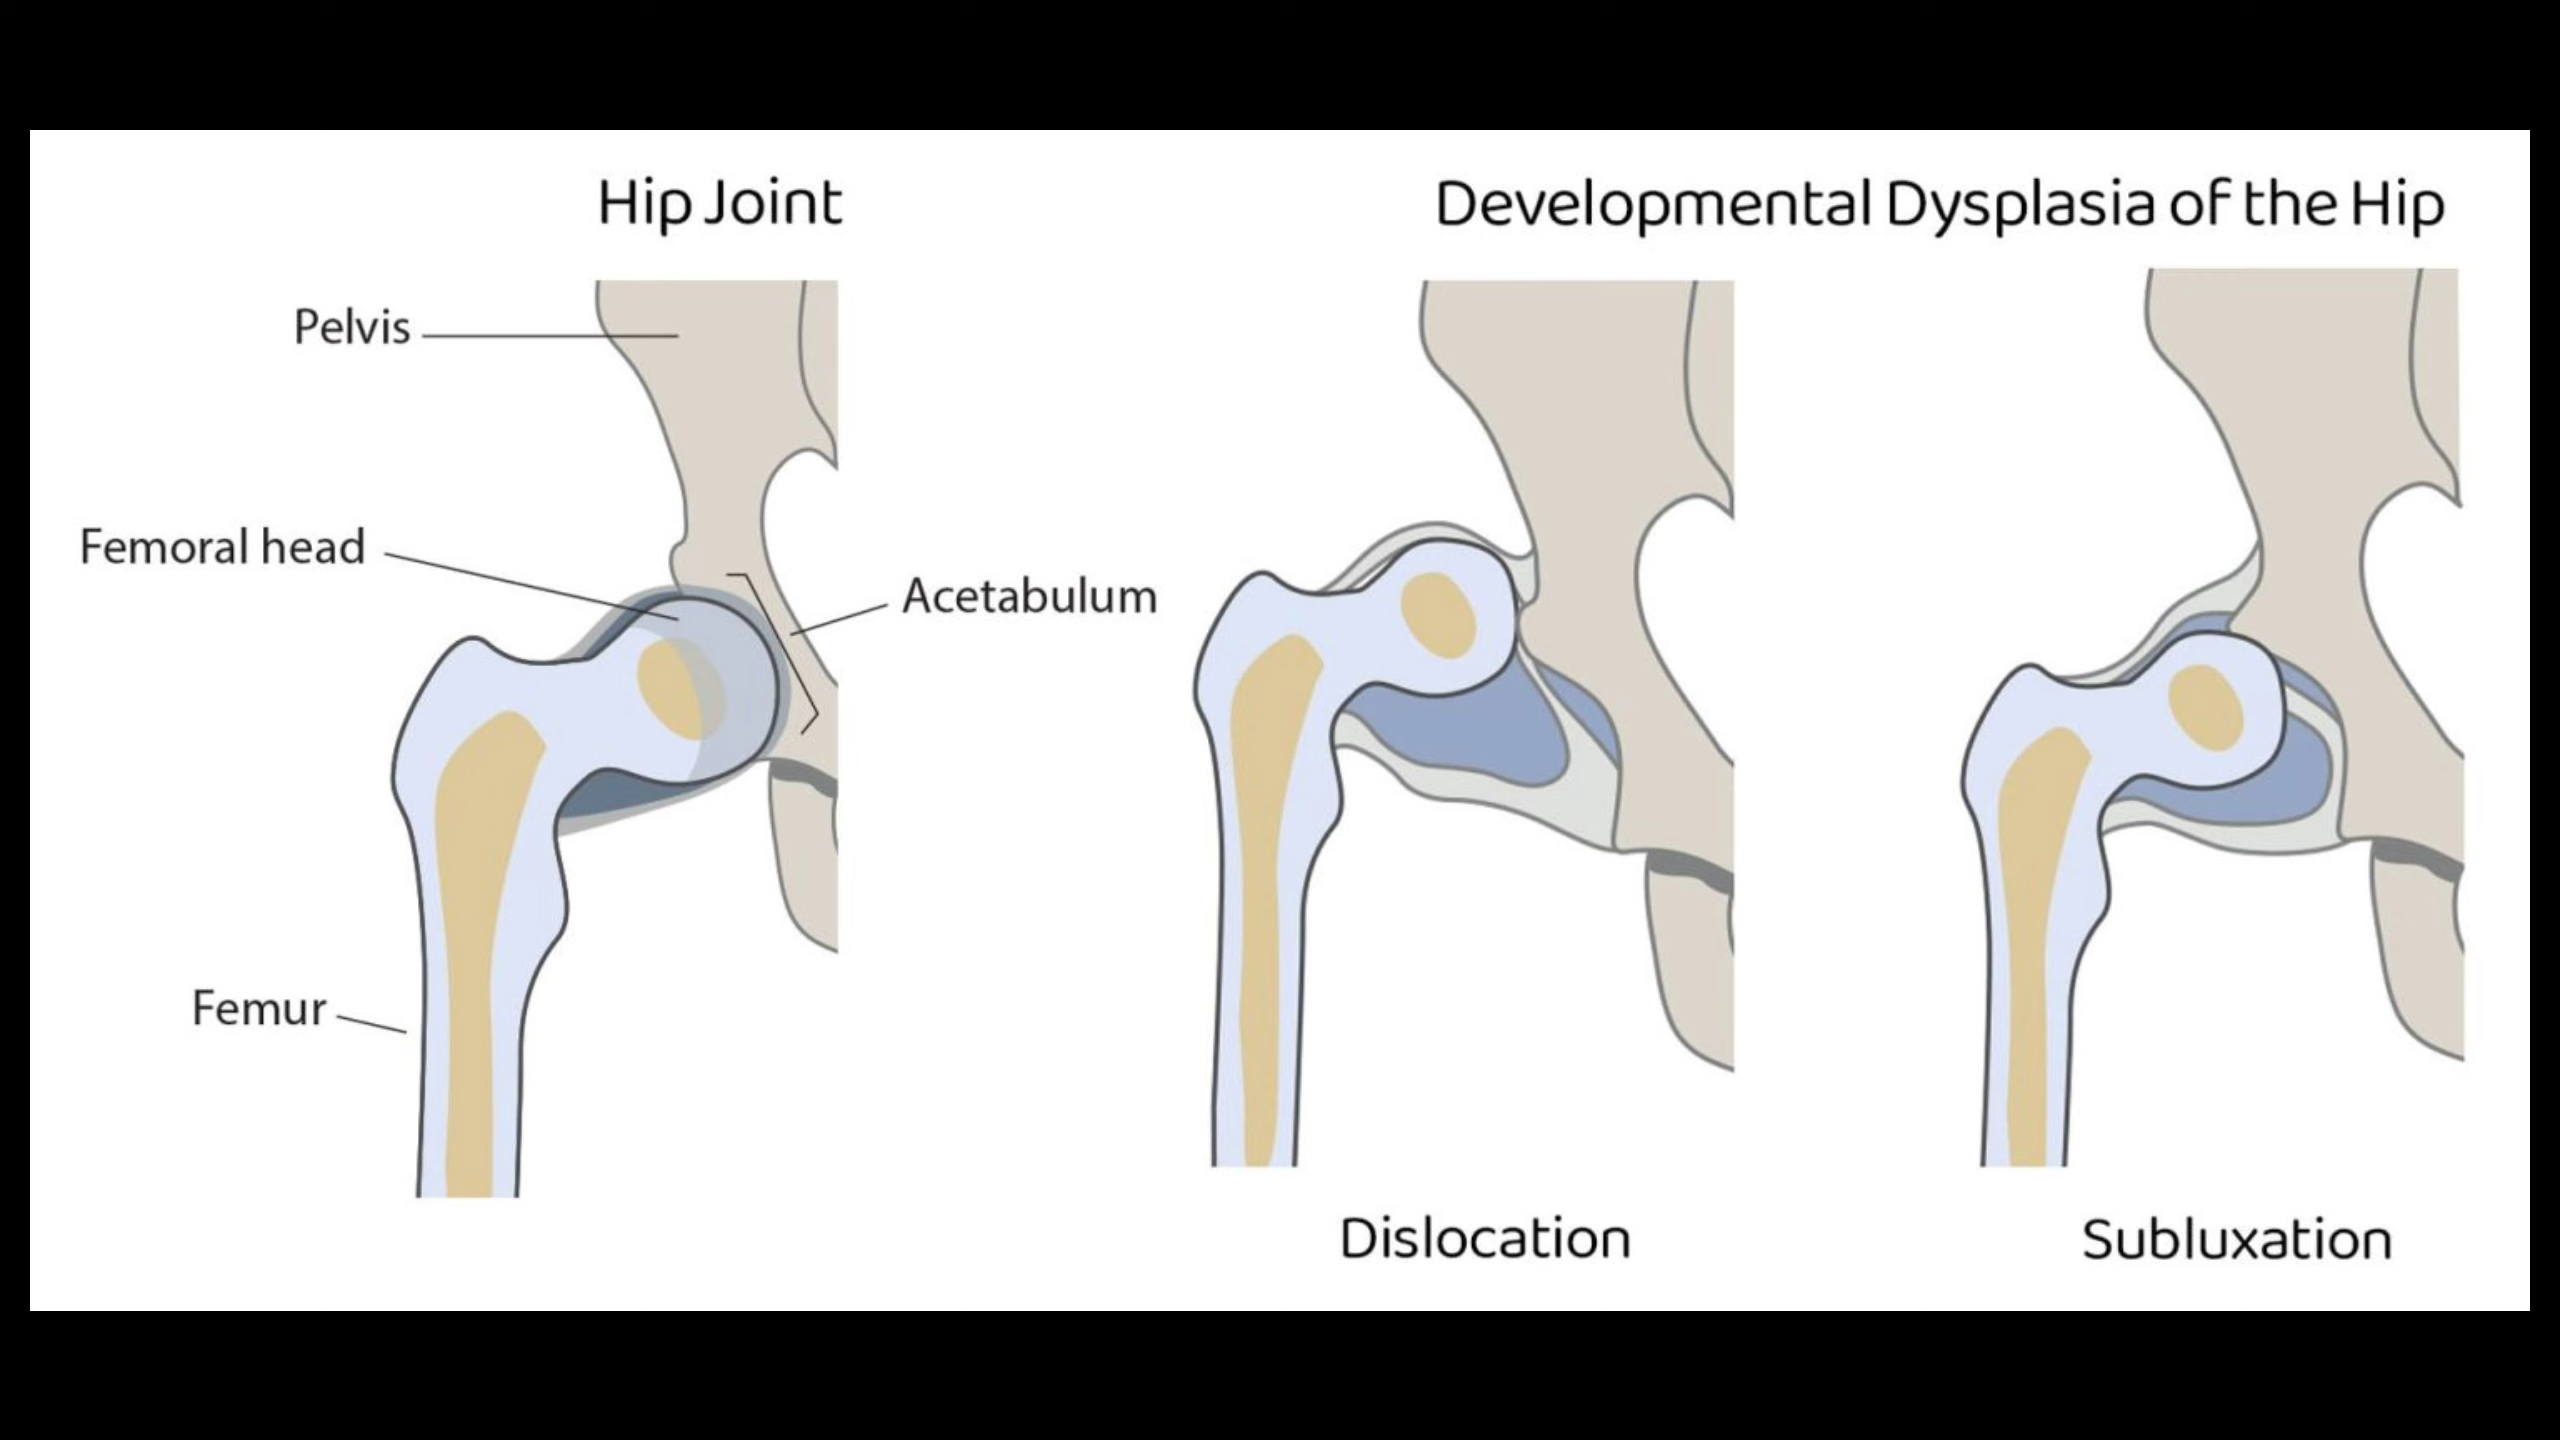 Hip Joint
Developmental Dysplasia of the Hip
Pelvis
Femoral head
Acetabulum
Femur
Dislocation
Subluxation